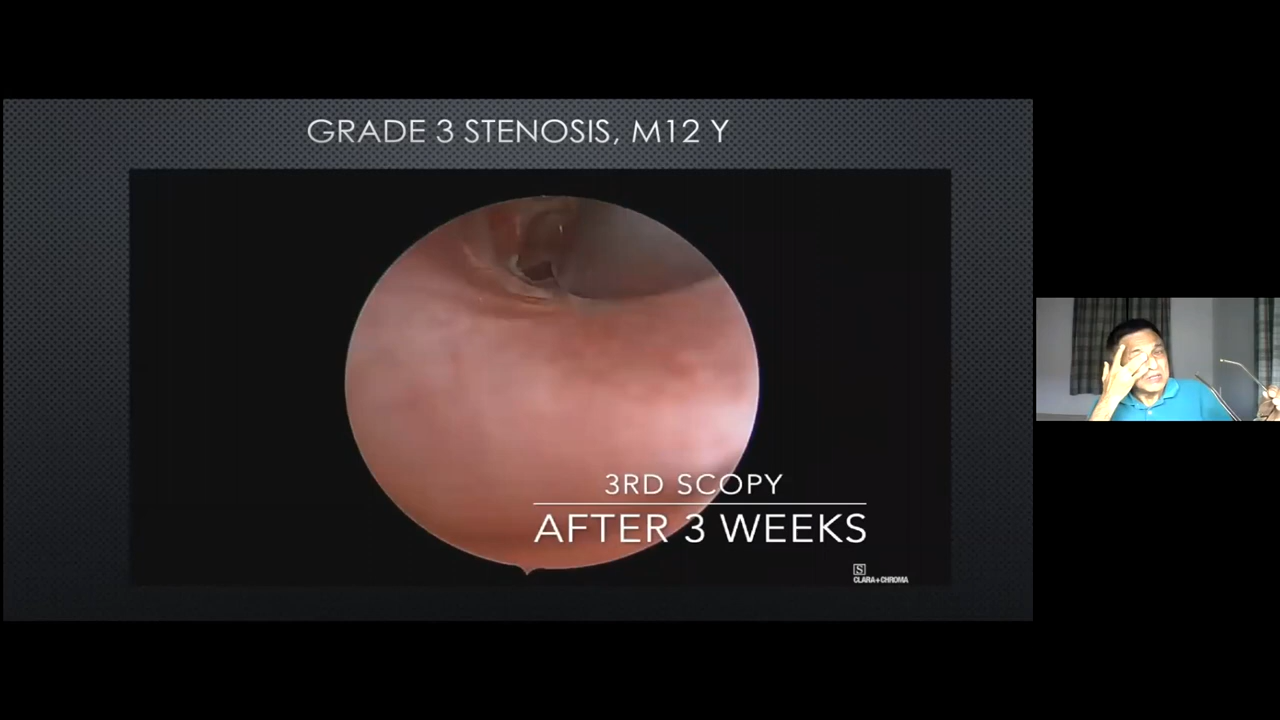 GRADE 3 STENOSIS, M12 Y
3RD SCOPY
AFTER 3 WEEKS
S
CLARA+CHROMA